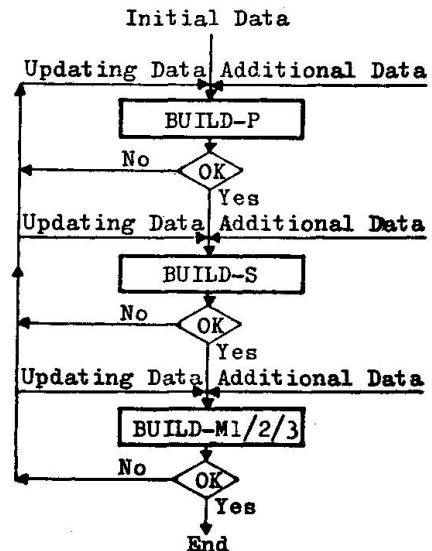 Initial Data
Updating Data Additional Data
BUILD-P
No
OK
Yes
Updating Data Additional Data
BUILD-S
No
OK
Yes
Updating Data Additional Data
BUILD-M1/2/3
No
OK
Yes
End